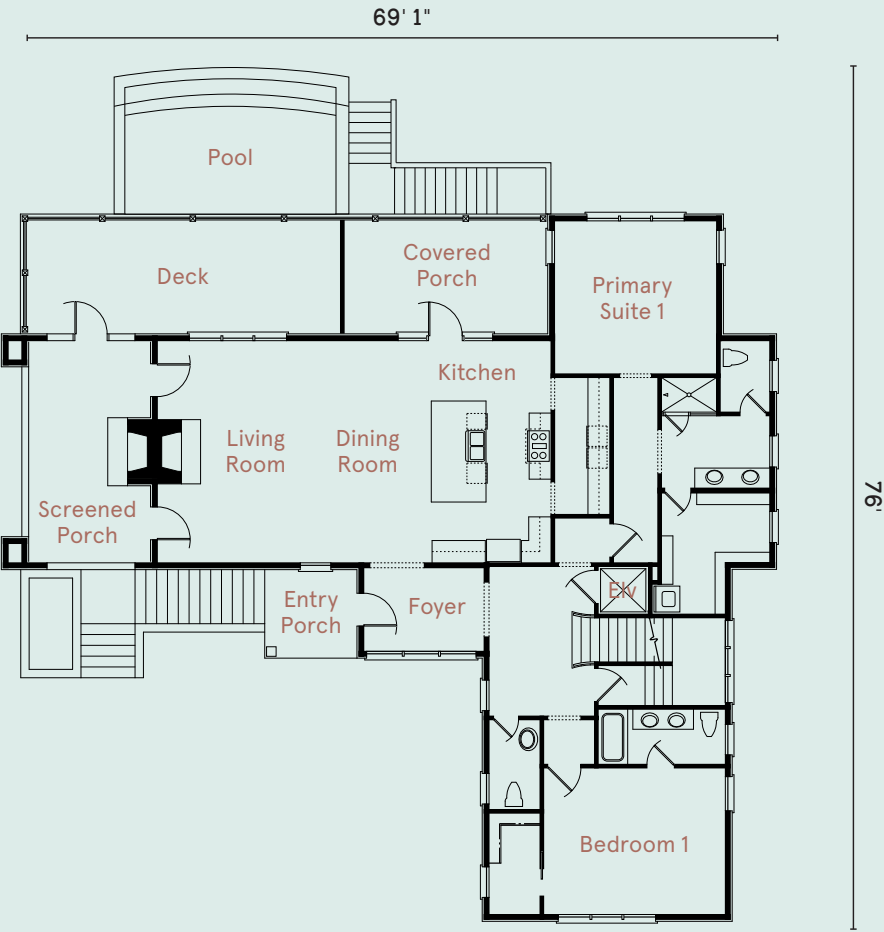 69' 1"
Pool
Deck
Covered
Porch
Primary
Suite 1
Kitchen
Living
Room
Dining
Room
Screened
Porch
76'
Entry
Porch
Foyer
Elv
Bedroom 1